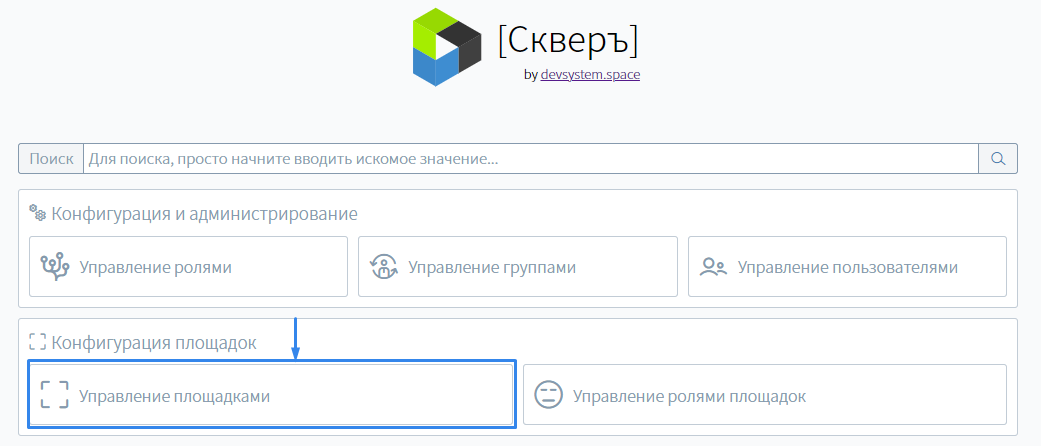 [Скверъ]
by devsystem.space
Поиск Для поиска, просто начните вводить искомое значение...
Конфигурация и администрирование
Управление ролями Управление группами Управление пользователями
Конфигурация площадок
Управление площадками Управление ролями площадок